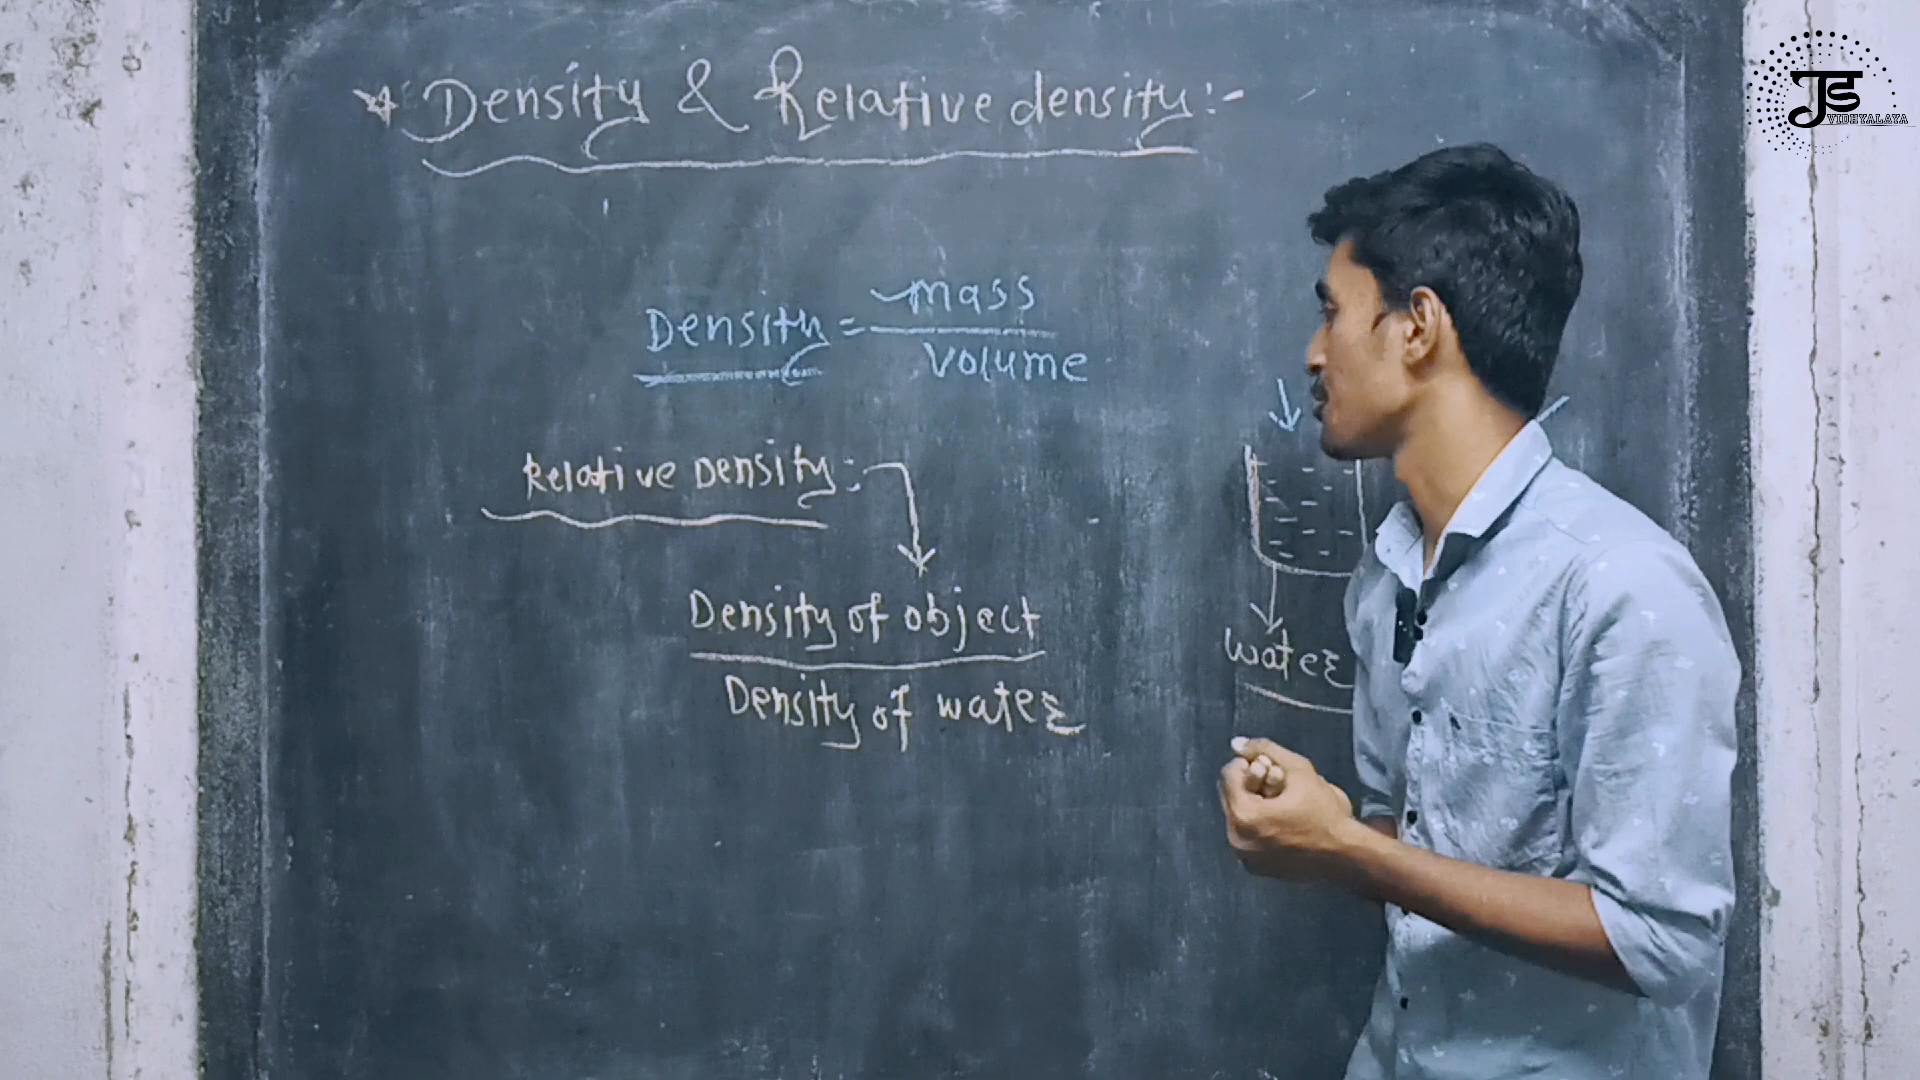 * Density & Relative density:-
Density = mass
volume
Relative Density:-
Density of object
Density of water
water
JS
VIDHYALAYA